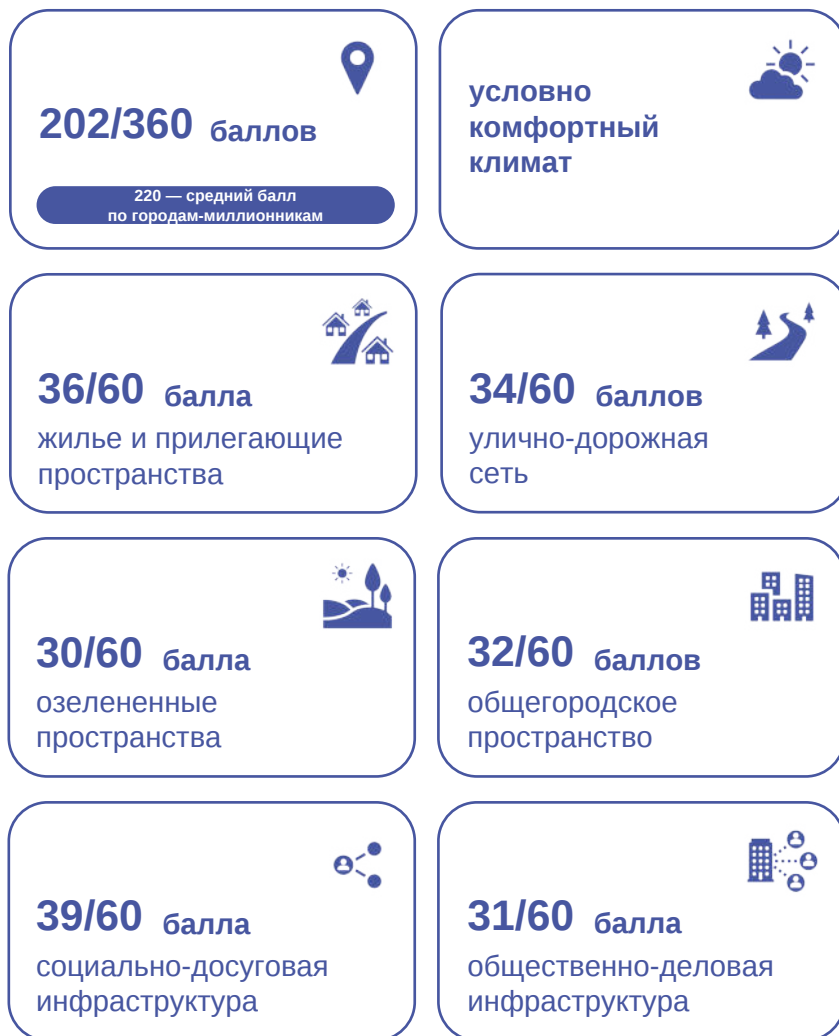 202/360 баллов
220 — средний балл
по городам-миллионникам
условно
комфортный
климат
36/60 балла
жилье и прилегающие
пространства
34/60 баллов
улично-дорожная
сеть
30/60 балла
озелененные
пространства
32/60 баллов
общегородское
пространство
39/60 балла
социально-досуговая
инфраструктура
31/60 балла
общественно-деловая
инфраструктура